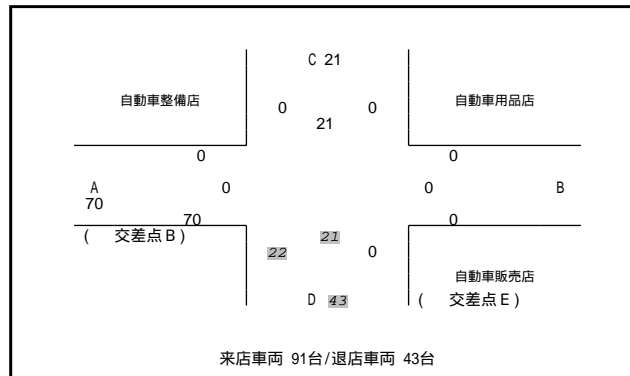 C 21
自動車整備店
0
0
自動車用品店
21
0
0
A
0
0
B
70
70
0
( 交差点B)
22
21
0
自動車販売店
D 43
( 交差点E)
来店車両 91台/退店車両 43台